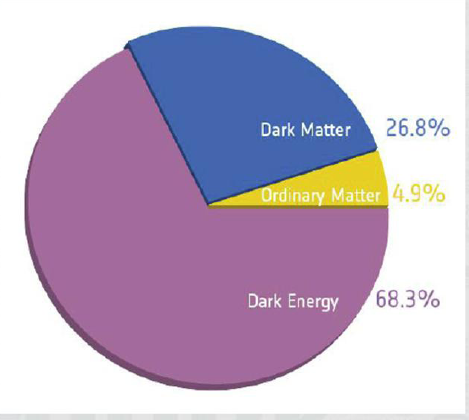 Dark Matter 26.8%
Ordinary Matter 4.9%
Dark Energy 68.3%